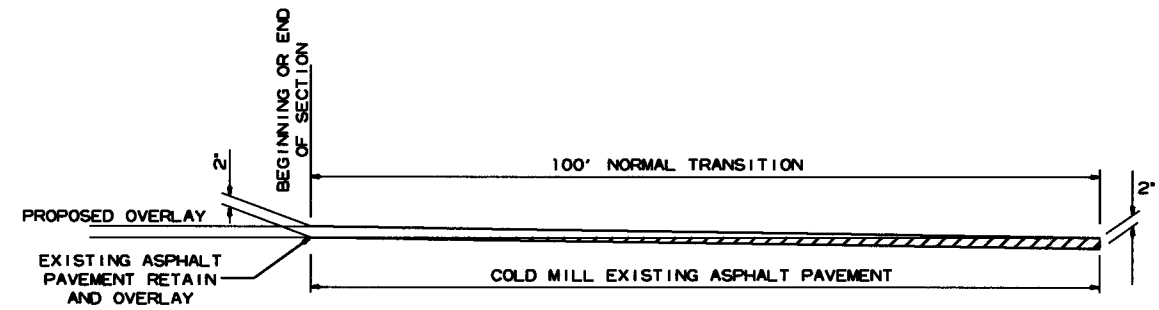 BEGINNING OR END
OF SECTION
2"
100' NORMAL TRANSITION
2"
PROPOSED OVERLAY
EXISTING ASPHALT
PAVEMENT RETAIN
AND OVERLAY
COLD MILL EXISTING ASPHALT PAVEMENT